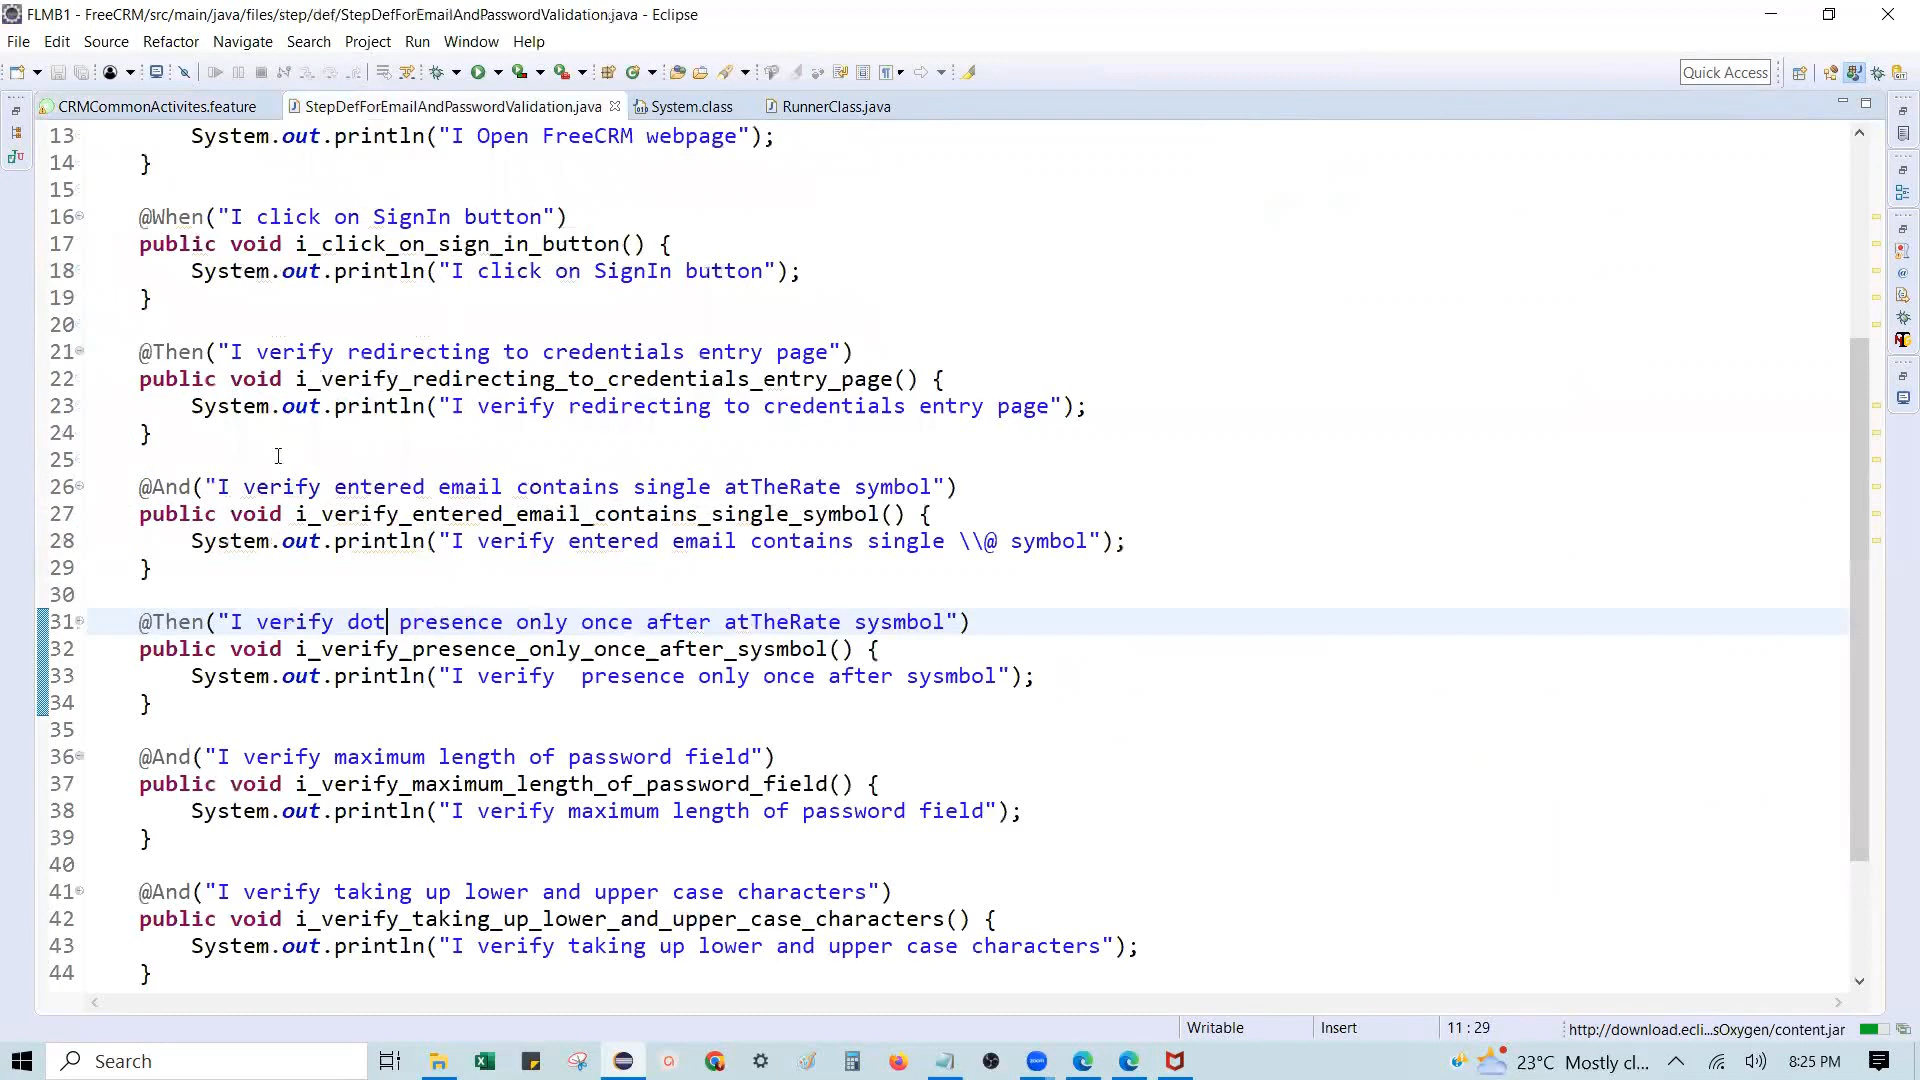 FLMB1 - FreeCRM/src/main/java/files/step/def/StepDefForEmailAndPasswordValidation.java - Eclipse
File Edit Source Refactor Navigate Search Project Run Window Help
Quick Access
CRMCommonActivites.feature StepDefForEmailAndPasswordValidation.java System.class RunnerClass.java
13 System.out.println("I Open FreeCRM webpage");
14 }
15
16 @When("I click on SignIn button")
17 public void i_click_on_sign_in_button() {
18 System.out.println("I click on SignIn button");
19 }
20
21 @Then("I verify redirecting to credentials entry page")
22 public void i_verify_redirecting_to_credentials_entry_page() {
23 System.out.println("I verify redirecting to credentials entry page");
24 }
25
26 @And("I verify entered email contains single atTheRate symbol")
27 public void i_verify_entered_email_contains_single_symbol() {
28 System.out.println("I verify entered email contains single \\@ symbol");
29 }
30
31 @Then("I verify dot presence only once after atTheRate sysmbol")
32 public void i_verify_presence_only_once_after_sysmbol() {
33 System.out.println("I verify  presence only once after sysmbol");
34 }
35
36 @And("I verify maximum length of password field")
37 public void i_verify_maximum_length_of_password_field() {
38 System.out.println("I verify maximum length of password field");
39 }
40
41 @And("I verify taking up lower and upper case characters")
42 public void i_verify_taking_up_lower_and_upper_case_characters() {
43 System.out.println("I verify taking up lower and upper case characters");
44 }
Writable Insert 11 : 29 http://download.ecli...sOxygen/content.jar
Search 23°C Mostly cl... 8:25 PM